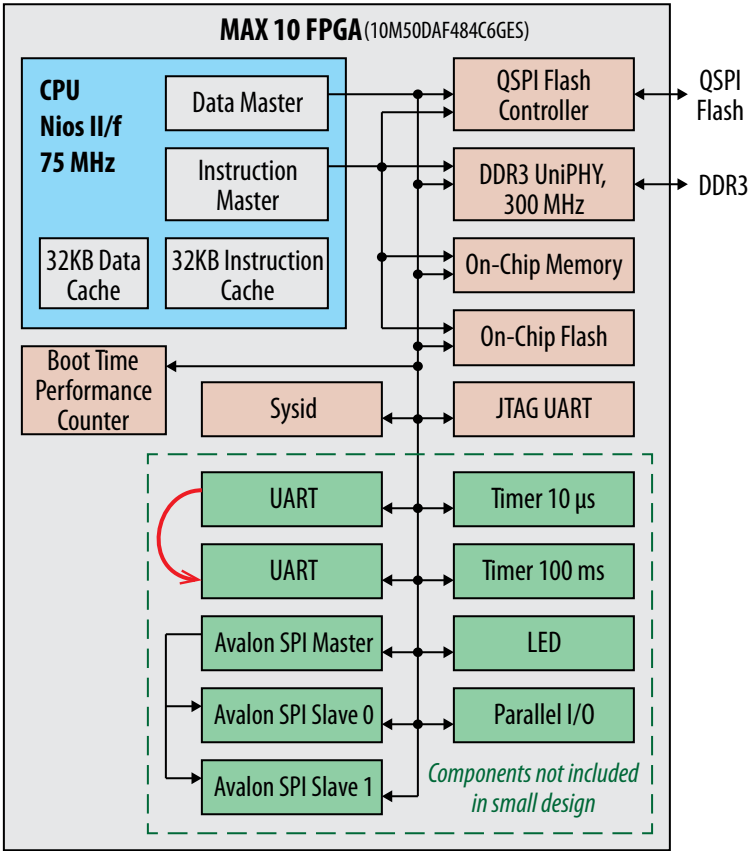 MAX 10 FPGA (10M50DAF484C6GES)
CPU
Nios II/f
75 MHz
Data Master
Instruction
Master
32KB Data
Cache
32KB Instruction
Cache
QSPI Flash
Controller
QSPI
Flash
DDR3 UniPHY,
300 MHz
DDR3
On-Chip Memory
On-Chip Flash
Boot Time
Performance
Counter
Sysid
JTAG UART
UART
Timer 10 µs
UART
Timer 100 ms
Avalon SPI Master
LED
Avalon SPI Slave 0
Parallel I/O
Avalon SPI Slave 1
Components not included
in small design